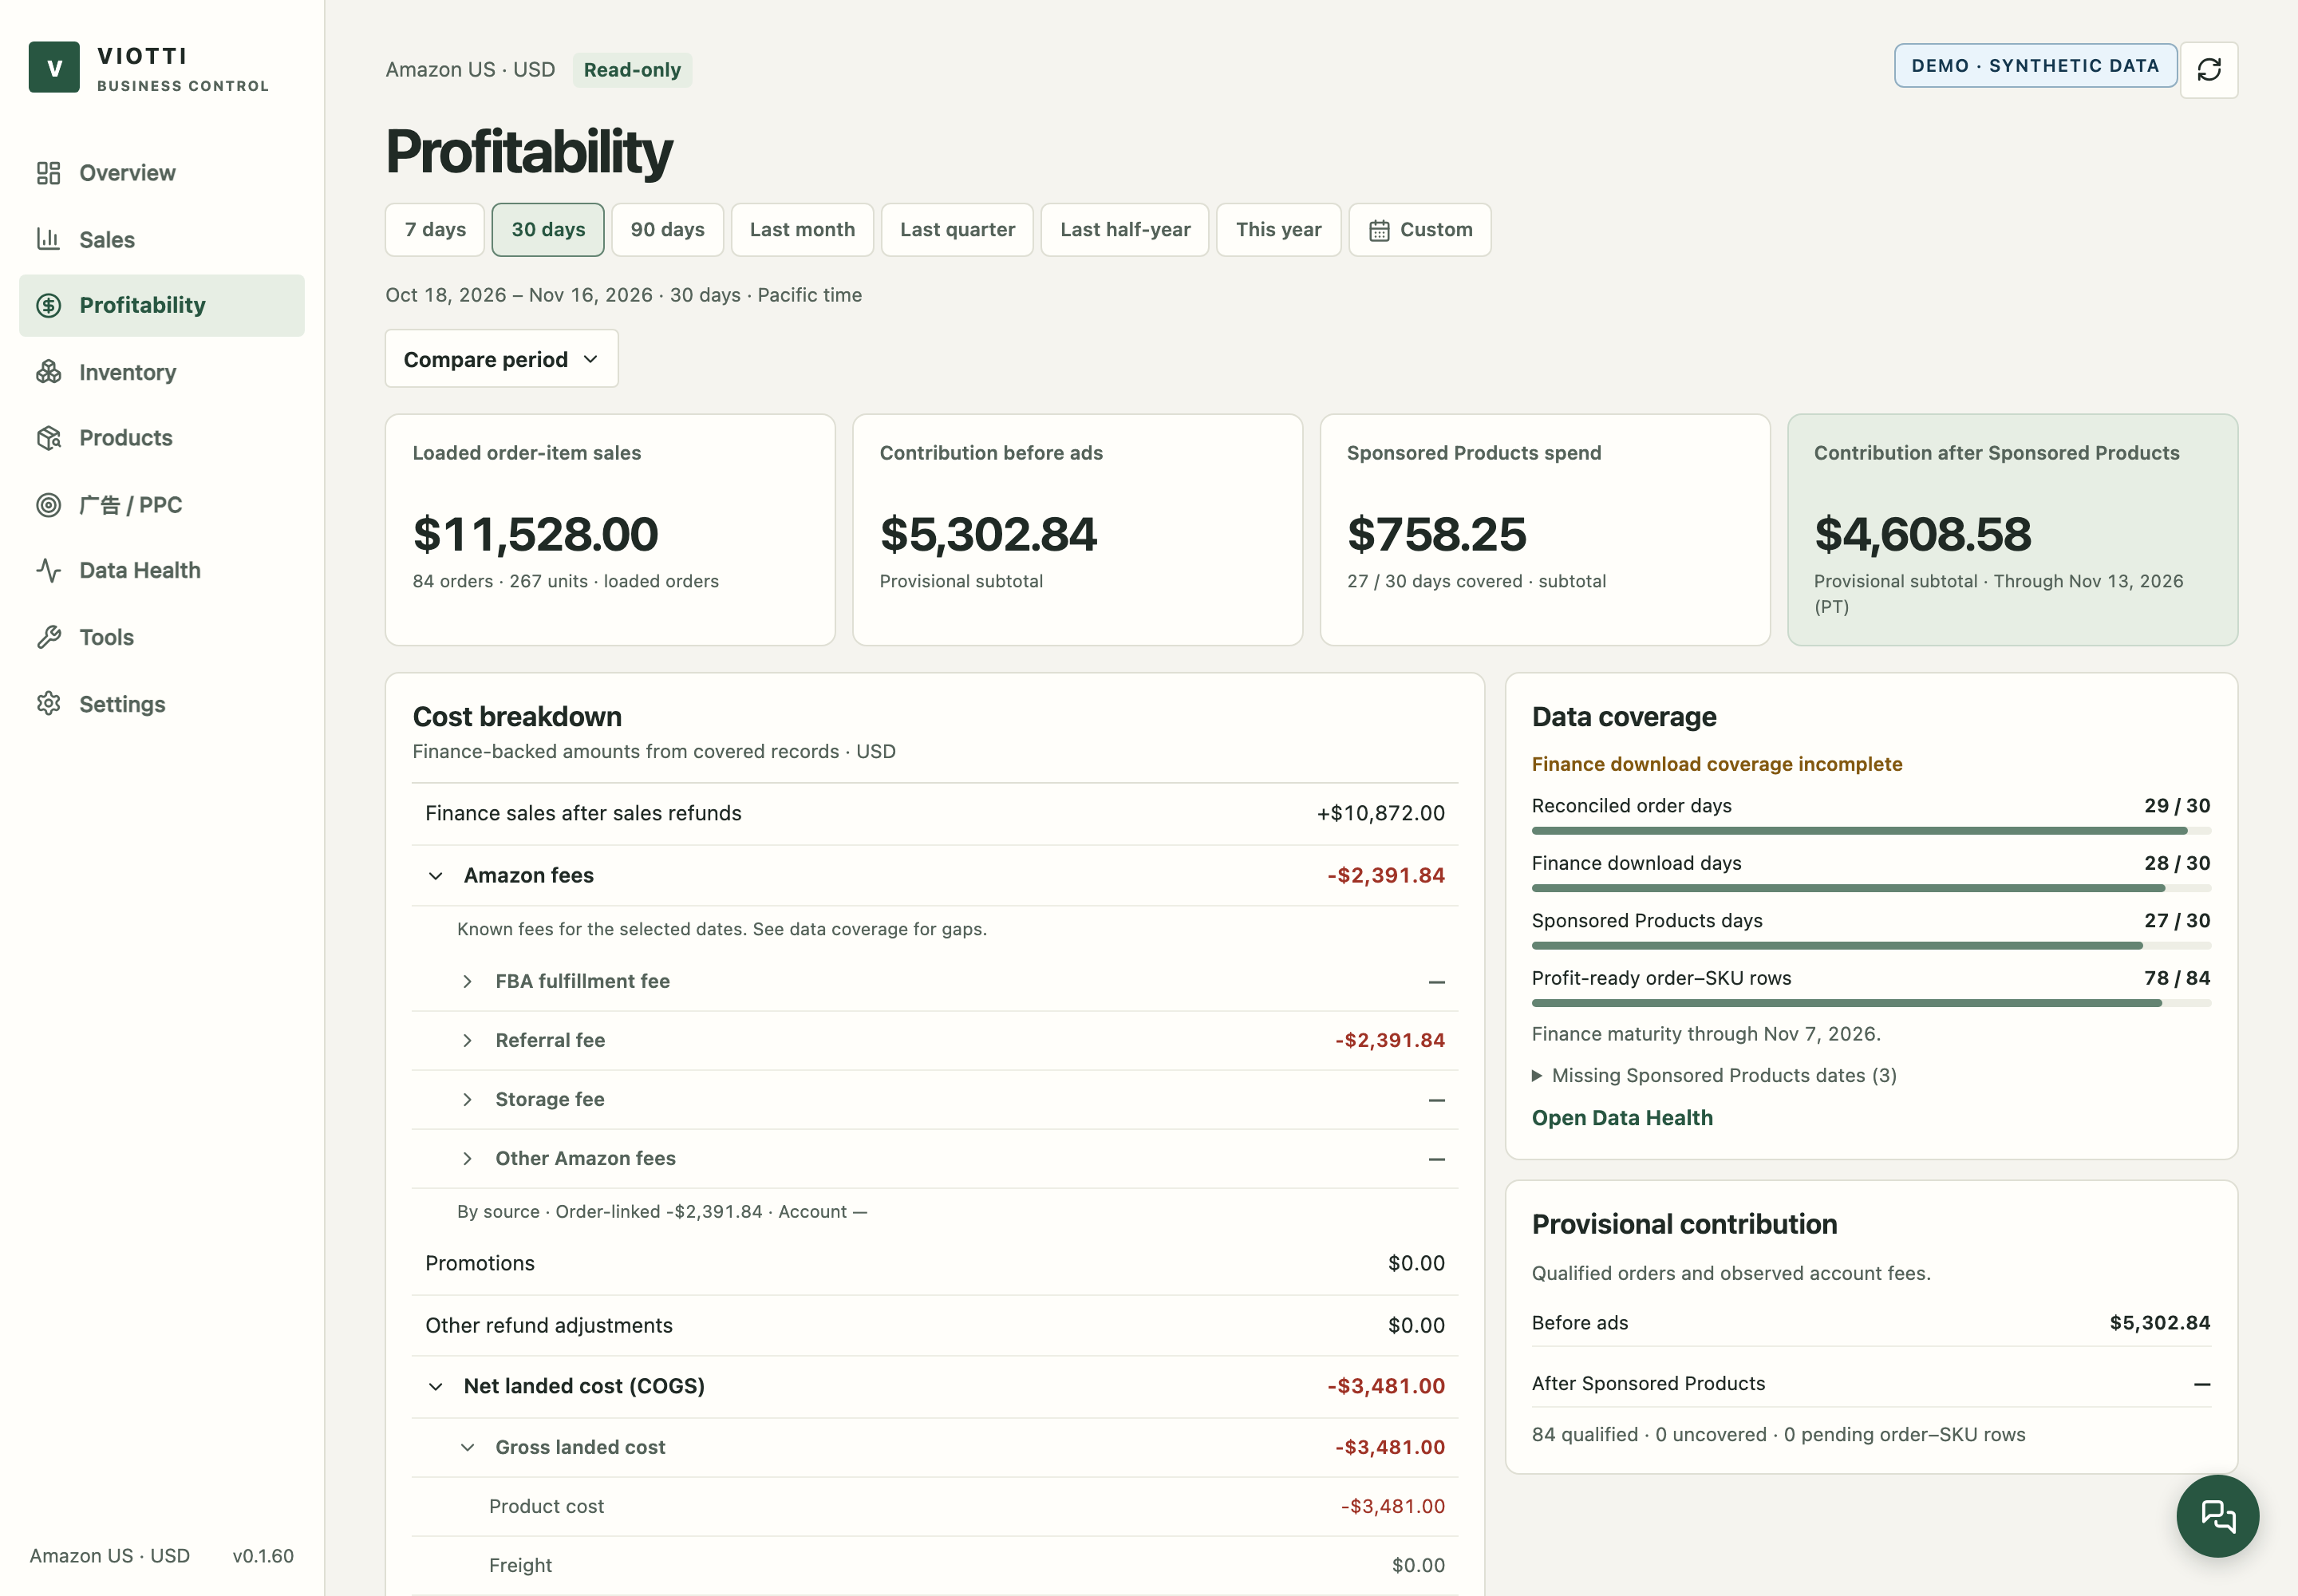 V
VIOTTI
BUSINESS CONTROL
Overview
Sales
Profitability
Inventory
Products
广告 / PPC
Data Health
Tools
Settings
Amazon US · USD
v0.1.60
Amazon US · USD
Read-only
DEMO · SYNTHETIC DATA
Profitability
7 days
30 days
90 days
Last month
Last quarter
Last half-year
This year
Custom
Oct 18, 2026 – Nov 16, 2026 · 30 days · Pacific time
Compare period
Loaded order-item sales
$11,528.00
84 orders · 267 units · loaded orders
Contribution before ads
$5,302.84
Provisional subtotal
Sponsored Products spend
$758.25
27 / 30 days covered · subtotal
Contribution after Sponsored Products
$4,608.58
Provisional subtotal · Through Nov 13, 2026
(PT)
Cost breakdown
Finance-backed amounts from covered records · USD
Finance sales after sales refunds +$10,872.00
Amazon fees -$2,391.84
Known fees for the selected dates. See data coverage for gaps.
FBA fulfillment fee —
Referral fee -$2,391.84
Storage fee —
Other Amazon fees —
By source · Order-linked -$2,391.84 · Account —
Promotions $0.00
Other refund adjustments $0.00
Net landed cost (COGS) -$3,481.00
Gross landed cost -$3,481.00
Product cost -$3,481.00
Freight $0.00
Data coverage
Finance download coverage incomplete
Reconciled order days 29 / 30
Finance download days 28 / 30
Sponsored Products days 27 / 30
Profit-ready order–SKU rows 78 / 84
Finance maturity through Nov 7, 2026.
Missing Sponsored Products dates (3)
Open Data Health
Provisional contribution
Qualified orders and observed account fees.
Before ads $5,302.84
After Sponsored Products —
84 qualified · 0 uncovered · 0 pending order–SKU rows